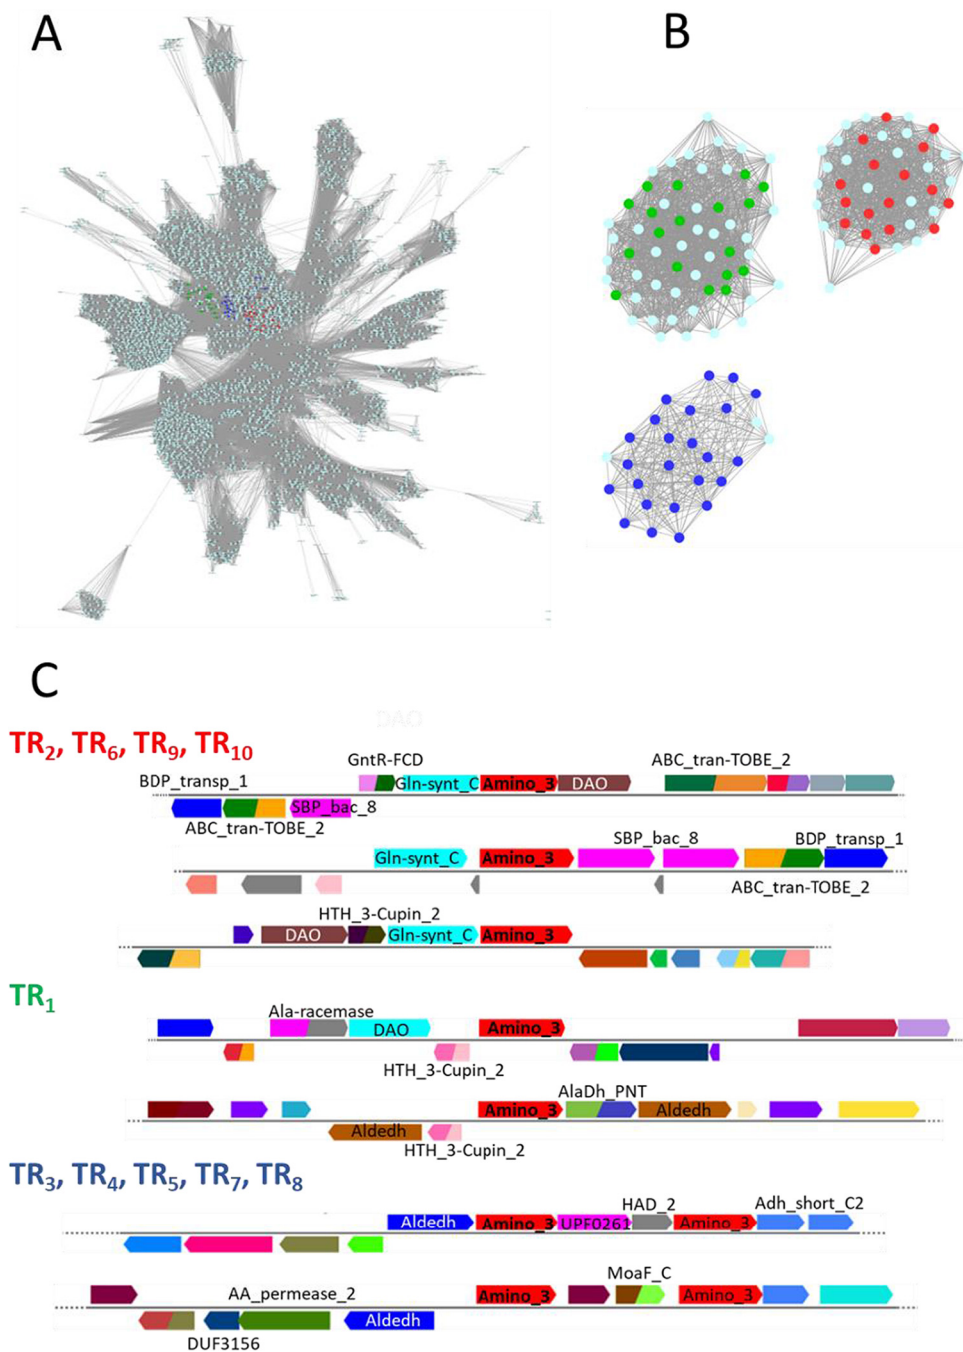 A
B
C
DAO
TR2, TR6, TR9, TR10
GntR-FCD
ABC_tran-TOBE_2
BDP_transp_1
Gln-synt_C Amino_3 DAO
SBP_bac_8
ABC_tran-TOBE_2
SBP_bac_8
BDP_transp_1
Gln-synt_C Amino_3
ABC_tran-TOBE_2
HTH_3-Cupin_2
DAO Gln-synt_C Amino_3
TR1
Ala-racemase
DAO Amino_3
HTH_3-Cupin_2
AlaDh_PNT
Amino_3 Aldedh
Aldedh
HTH_3-Cupin_2
TR3, TR4, TR5, TR7, TR8
HAD_2 Adh_short_C2
Aldedh Amino_3 UPF0261 Amino_3
MoaF_C
AA_permease_2 Amino_3 Amino_3
Aldedh
DUF3156